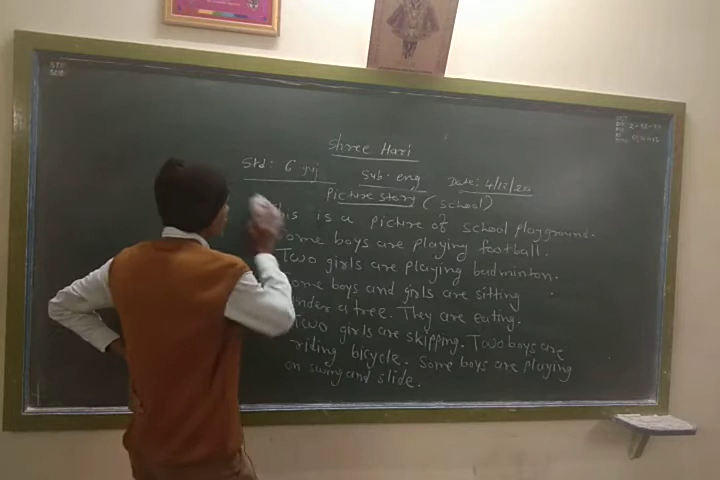 Shree Hari
Std: 6 Sub: eng Date: 4/12/20
Picture story (school)
his is a picture of school playground.
ome boys are playing football.
Two girls are playing badminton.
ome boys and girls are sitting
nder a tree. They are eating.
Two girls are skipping. Two boys are
riding bicycle. Some boys are playing
on swing and slide.